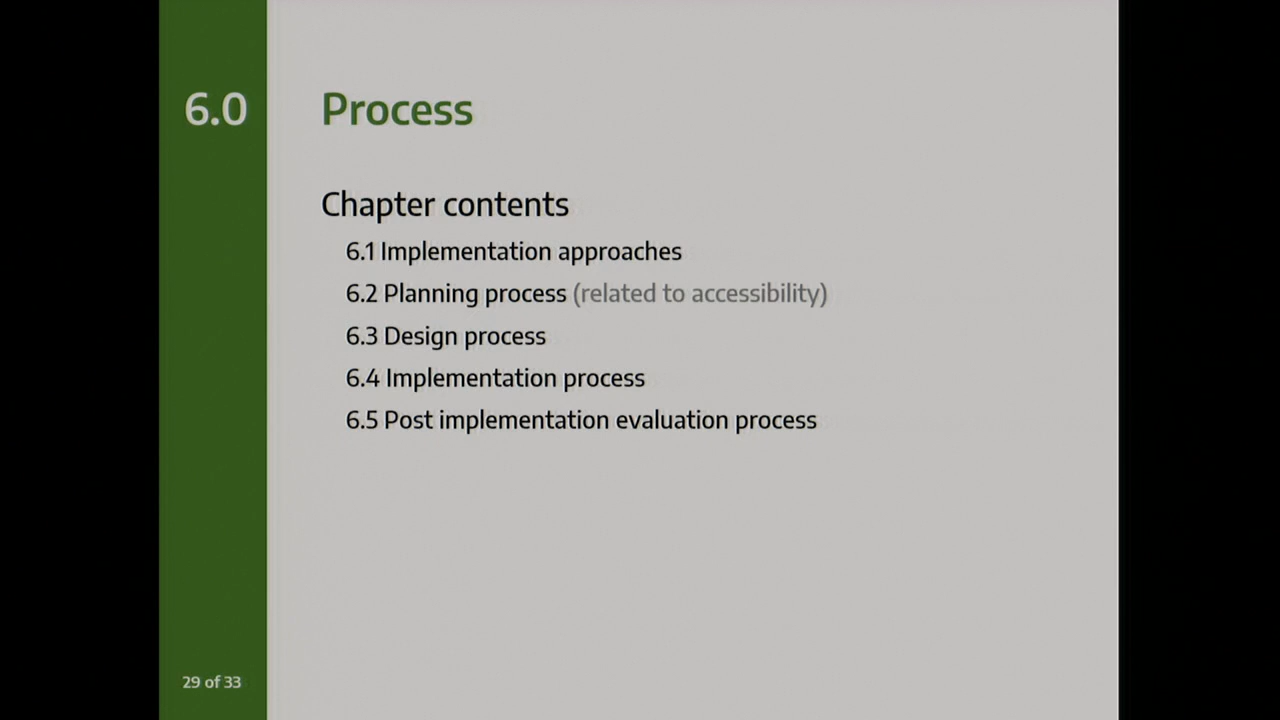 6.0 Process
Chapter contents
6.1 Implementation approaches
6.2 Planning process (related to accessibility)
6.3 Design process
6.4 Implementation process
6.5 Post implementation evaluation process
29 of 33